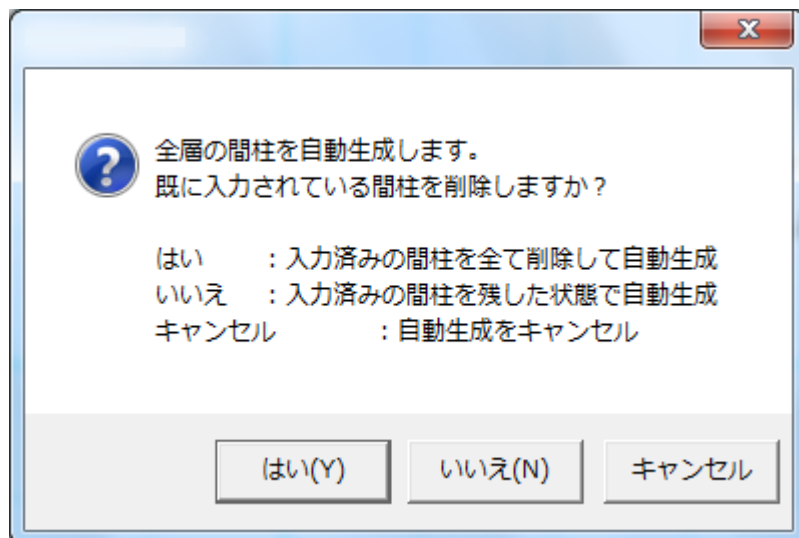 全層の間柱を自動生成します。
既に入力されている間柱を削除しますか？
はい　　：入力済みの間柱を全て削除して自動生成
いいえ　：入力済みの間柱を残した状態で自動生成
キャンセル　　　　：自動生成をキャンセル
はい(Y)　いいえ(N)　キャンセル